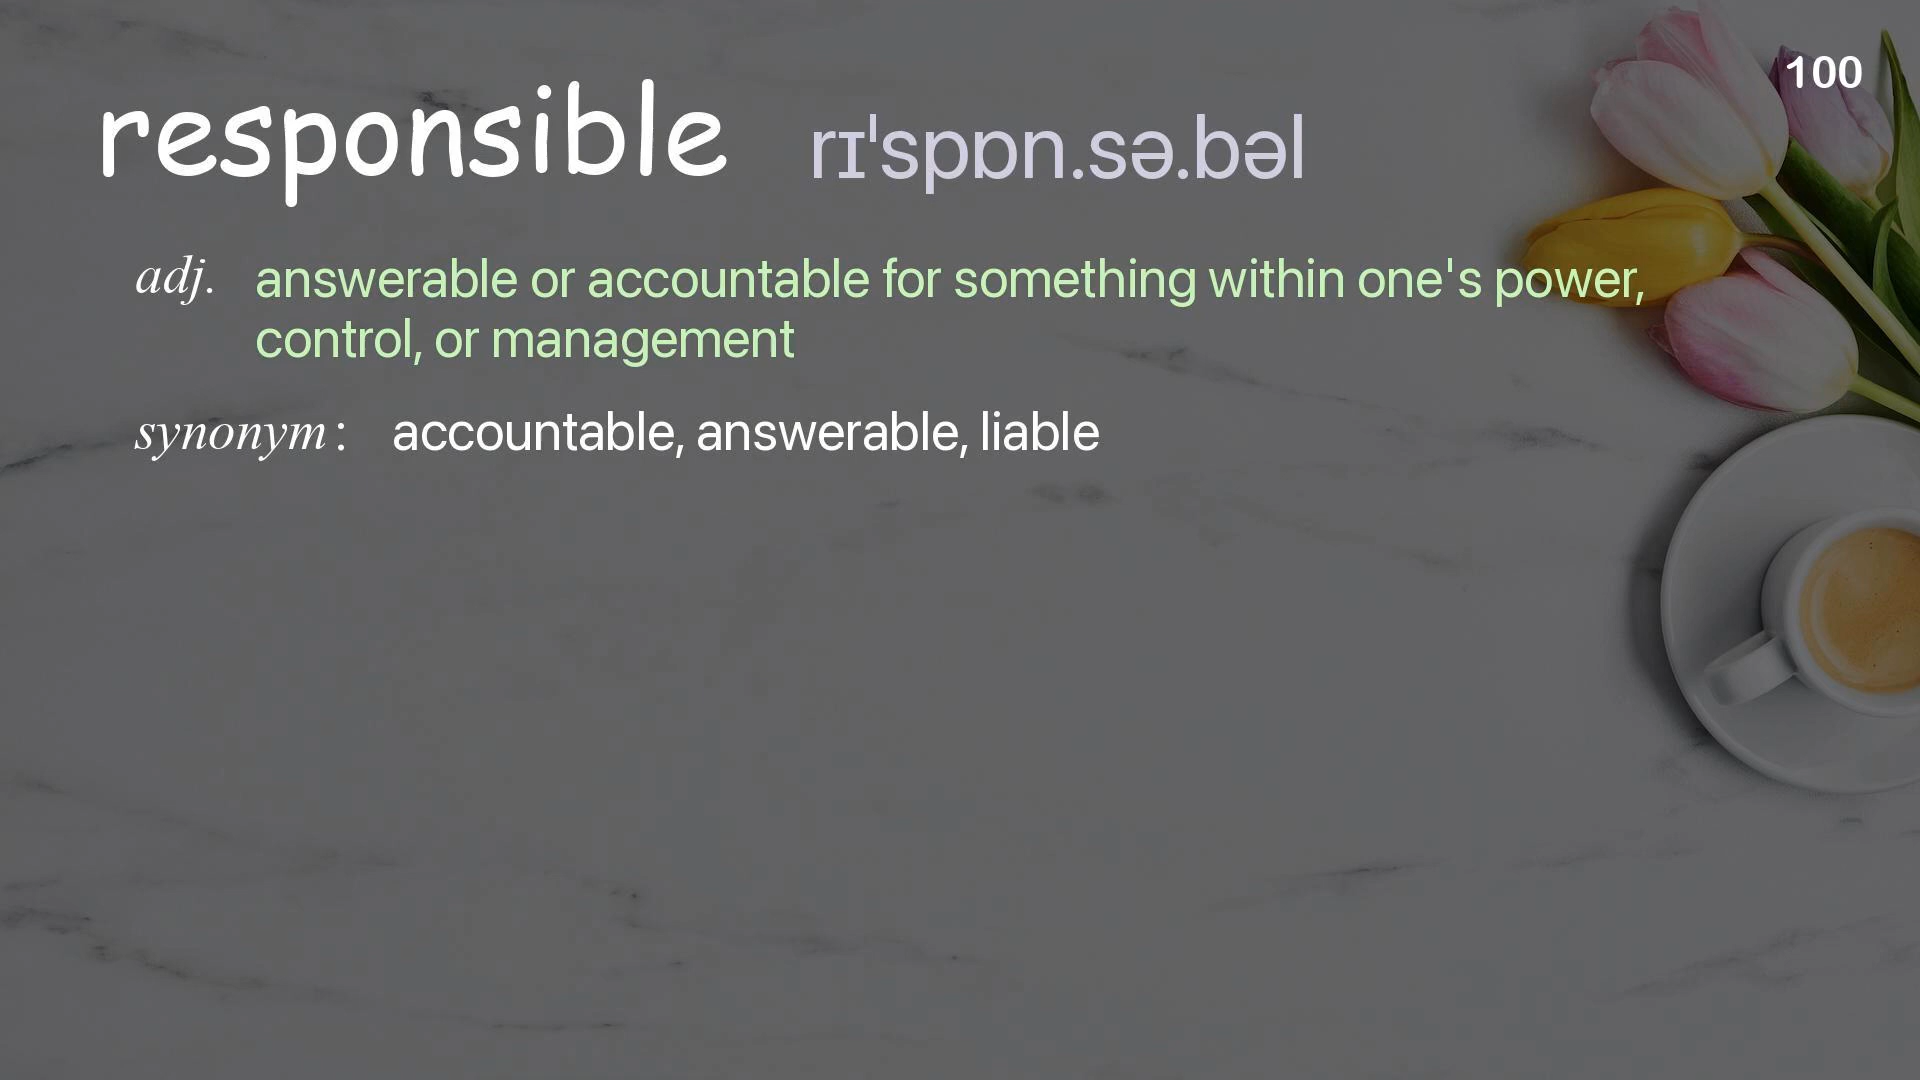 100
responsible rɪˈspɒn.sə.bəl
adj. answerable or accountable for something within one's power,
control, or management
synonym: accountable, answerable, liable